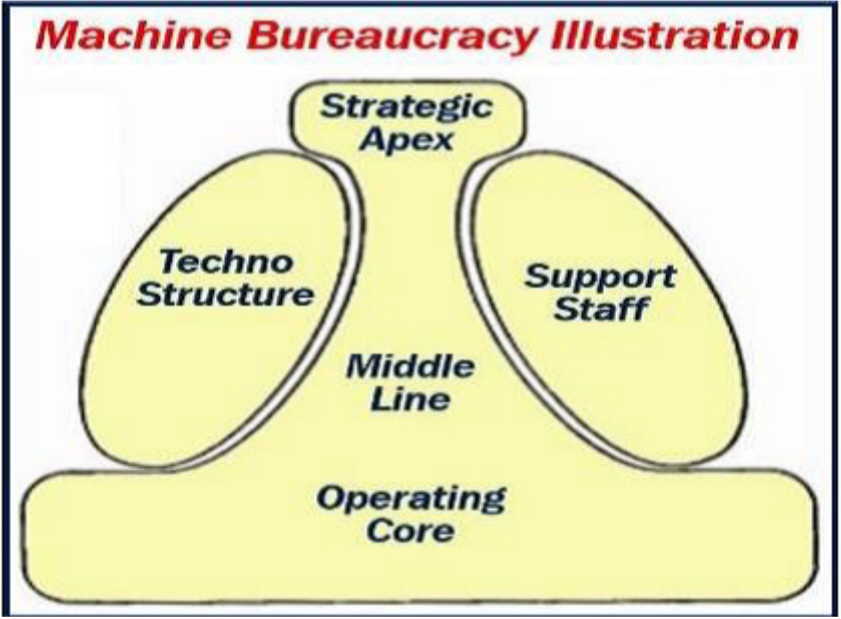 Machine Bureaucracy Illustration
Strategic
Apex
Techno
Structure
Support
Staff
Middle
Line
Operating
Core